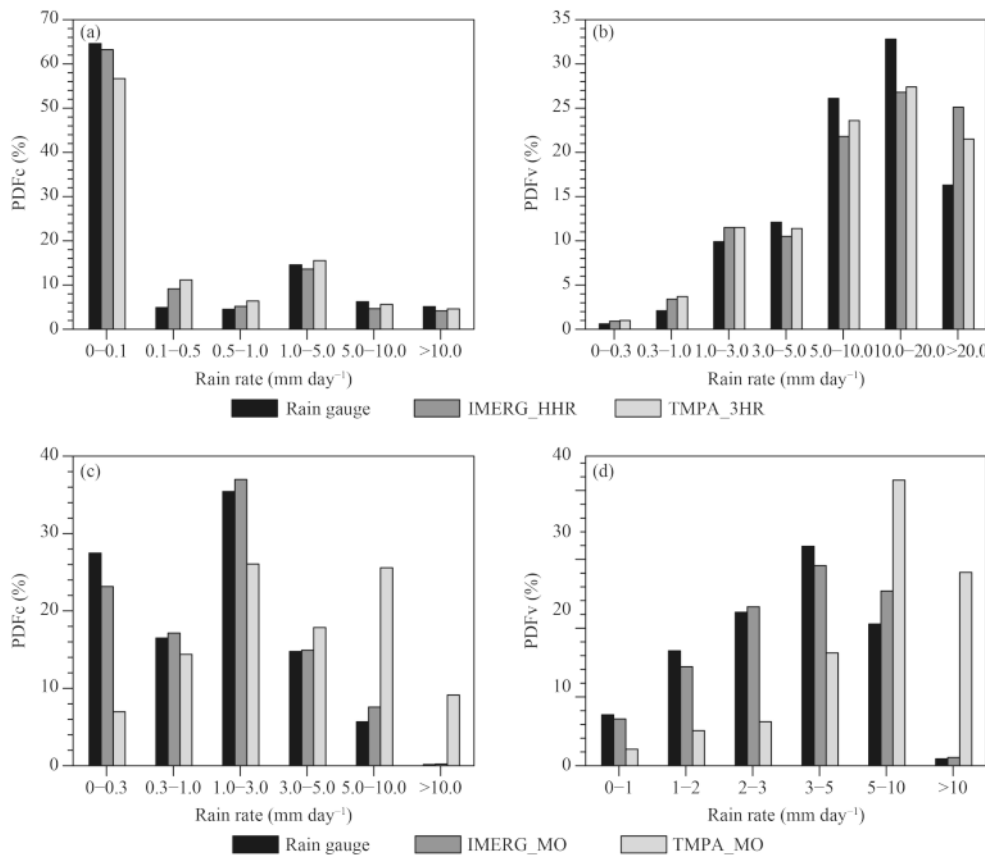 (a)
PDFc (%)
70
60
50
40
30
20
10
0
0−0.1 0.1−0.5 0.5−1.0 1.0−5.0 5.0−10.0 >10.0
Rain rate (mm day⁻¹)
(b)
PDFv (%)
35
30
25
20
15
10
5
0
0−0.3 0.3−1.0 1.0−3.0 3.0−5.0 5.0−10.0 10.0−20.0 >20.0
Rain rate (mm day⁻¹)
Rain gauge IMERG_HHR TMPA_3HR
(c)
PDFc (%)
40
30
20
10
0
0−0.3 0.3−1.0 1.0−3.0 3.0−5.0 5.0−10.0 >10.0
Rain rate (mm day⁻¹)
(d)
PDFv (%)
40
30
20
10
0
0−1 1−2 2−3 3−5 5−10 >10
Rain rate (mm day⁻¹)
Rain gauge IMERG_MO TMPA_MO